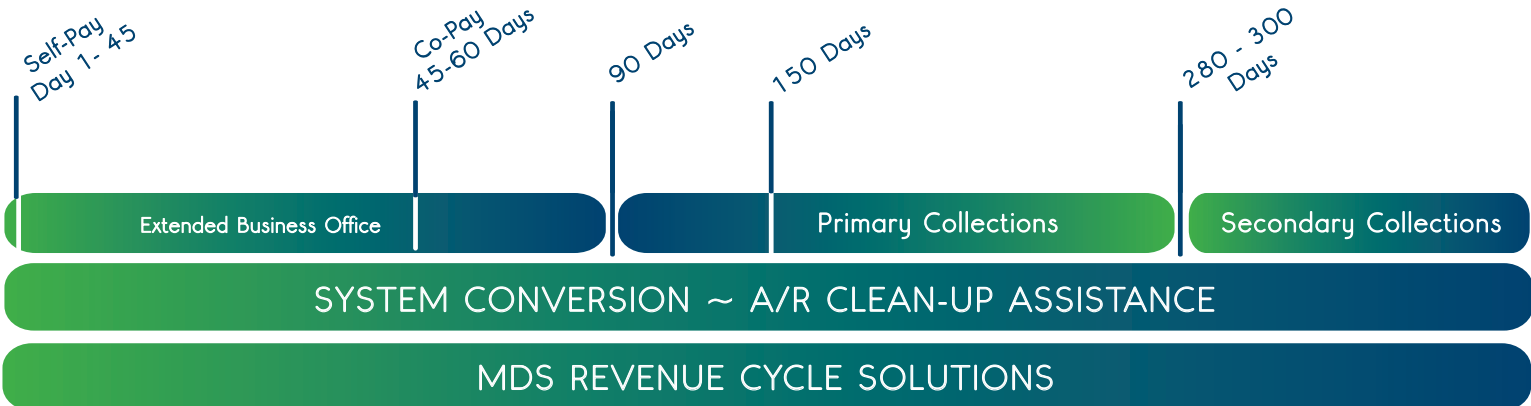 Self-Pay
Day 1- 45
Co-Pay
45-60 Days
90 Days
150 Days
280 - 300
Days
Extended Business Office
Primary Collections
Secondary Collections
SYSTEM CONVERSION ~ A/R CLEAN-UP ASSISTANCE
MDS REVENUE CYCLE SOLUTIONS